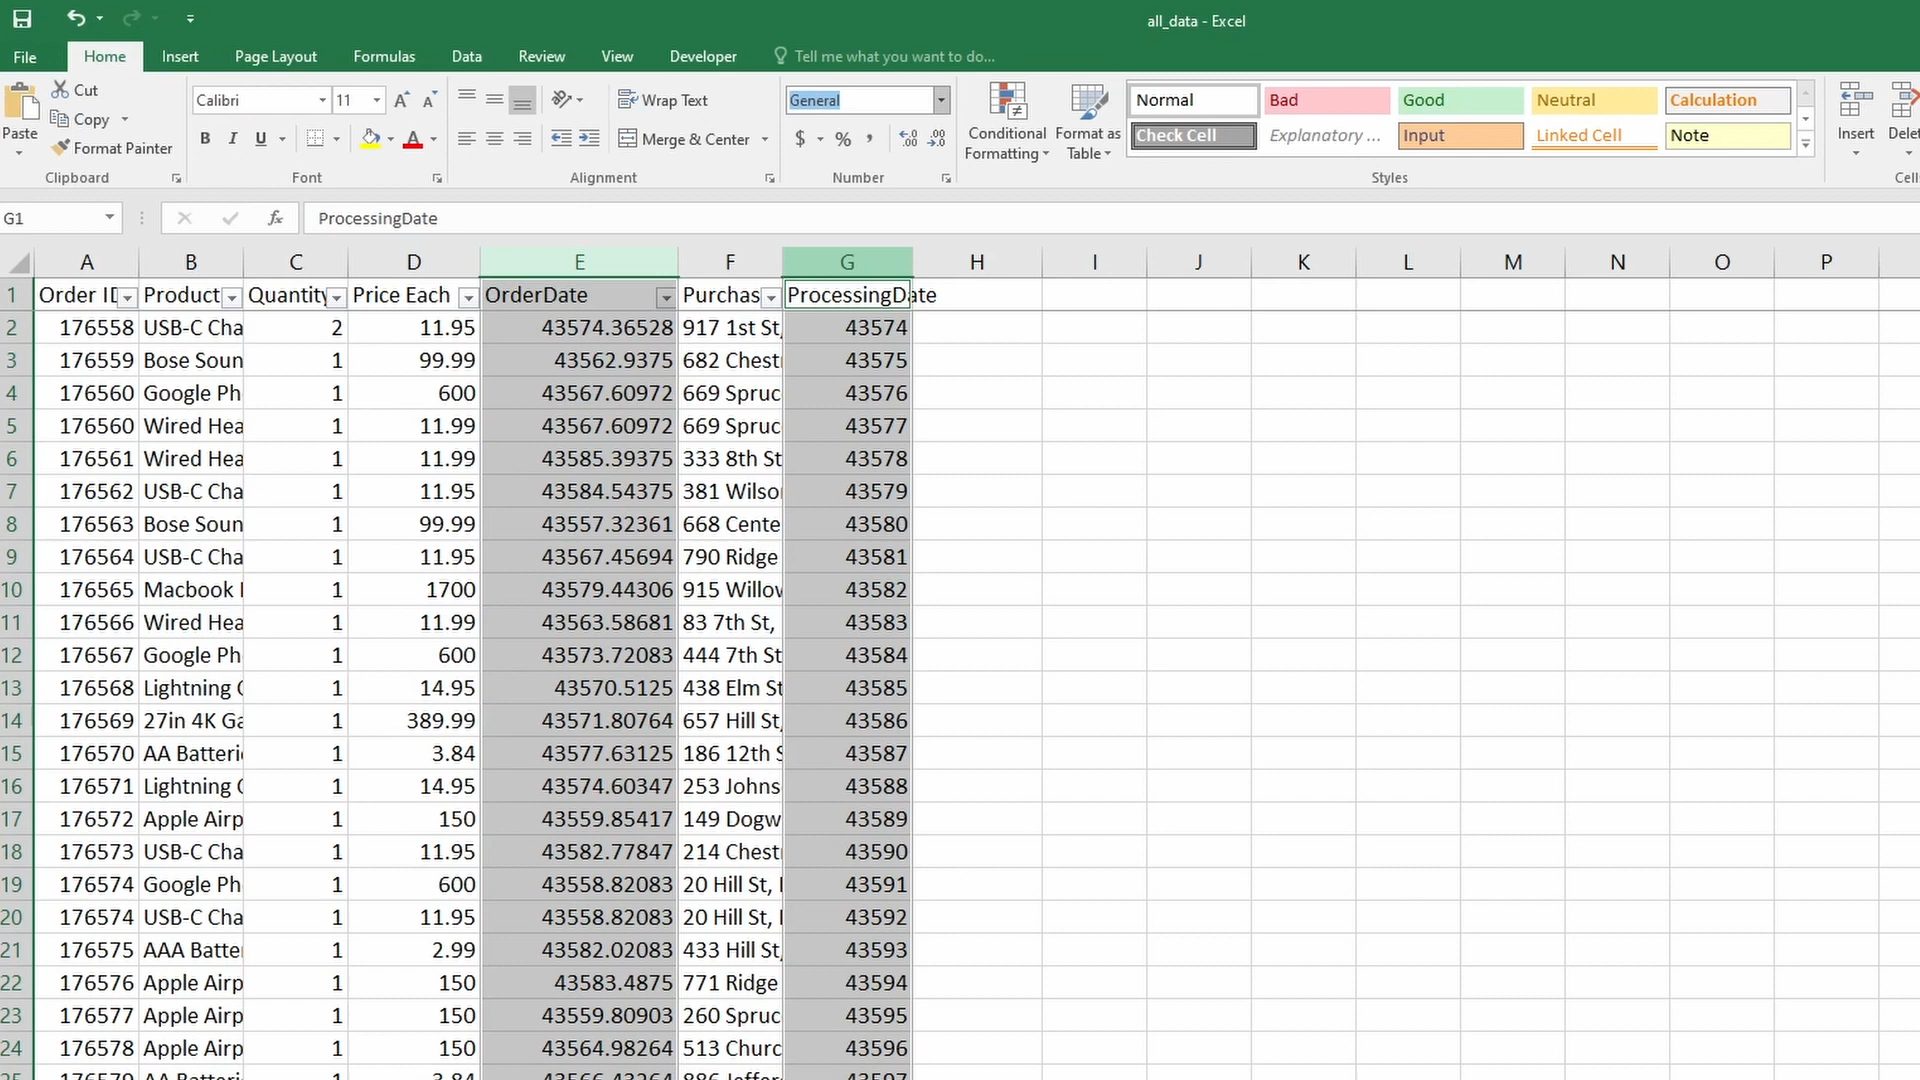 all_data - Excel
File Home Insert Page Layout Formulas Data Review View Developer Tell me what you want to do...
Paste
Cut
Copy
Format Painter
Clipboard
Calibri 11
B I U
Font
Wrap Text
Merge & Center
Alignment
General
$ %
Number
Conditional Formatting
Format as Table
Normal Bad Good Neutral Calculation
Check Cell Explanatory ... Input Linked Cell Note
Styles
Insert
G1 fx ProcessingDate
A B C D E F G H I J K L M N O P
1 Order Product Quantity Price Each OrderDate Purchas ProcessingDate
2 176558 USB-C Cha 2 11.95 43574.36528 917 1st St, 43574
3 176559 Bose Soun 1 99.99 43562.9375 682 Chest 43575
4 176560 Google Ph 1 600 43567.60972 669 Spruc 43576
5 176560 Wired Hea 1 11.99 43567.60972 669 Spruc 43577
6 176561 Wired Hea 1 11.99 43585.39375 333 8th St 43578
7 176562 USB-C Cha 1 11.95 43584.54375 381 Wilso 43579
8 176563 Bose Soun 1 99.99 43557.32361 668 Cente 43580
9 176564 USB-C Cha 1 11.95 43567.45694 790 Ridge 43581
10 176565 Macbook 1 1700 43579.44306 915 Willow 43582
11 176566 Wired Hea 1 11.99 43563.58681 83 7th St, 43583
12 176567 Google Ph 1 600 43573.72083 444 7th St 43584
13 176568 Lightning 1 14.95 43570.5125 438 Elm St 43585
14 176569 27in 4K Ga 1 389.99 43571.80764 657 Hill St, 43586
15 176570 AA Batteri 1 3.84 43577.63125 186 12th S 43587
16 176571 Lightning 1 14.95 43574.60347 253 Johns 43588
17 176572 Apple Airp 1 150 43559.85417 149 Dogw 43589
18 176573 USB-C Cha 1 11.95 43582.77847 214 Chest 43590
19 176574 Google Ph 1 600 43558.82083 20 Hill St, 43591
20 176574 USB-C Cha 1 11.95 43558.82083 20 Hill St, 43592
21 176575 AAA Batte 1 2.99 43582.02083 433 Hill St, 43593
22 176576 Apple Airp 1 150 43583.4875 771 Ridge 43594
23 176577 Apple Airp 1 150 43559.80903 260 Spruc 43595
24 176578 Apple Airp 1 150 43564.98264 513 Churc 43596